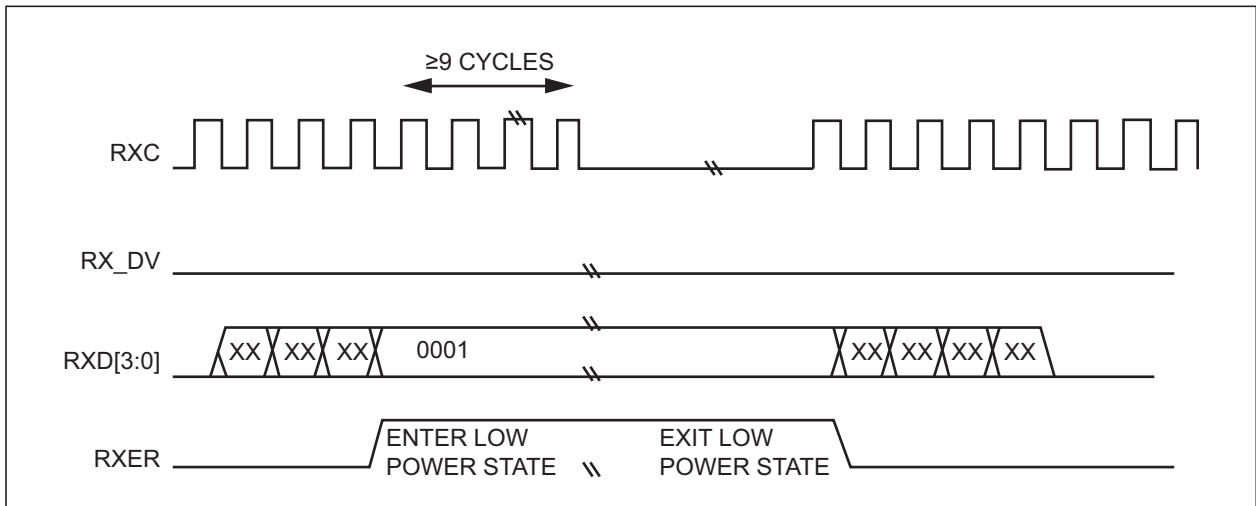 ≥9 CYCLES
RXC
RX_DV
RXD[3:0]
XX XX XX 0001 XX XX XX XX
RXER
ENTER LOW
POWER STATE
EXIT LOW
POWER STATE